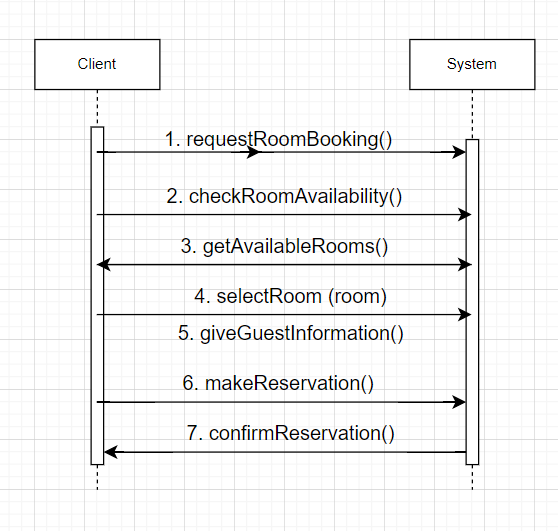 Client
System
1. requestRoomBooking()
2. checkRoomAvailability()
3. getAvailableRooms()
4. selectRoom (room)
5. giveGuestInformation()
6. makeReservation()
7. confirmReservation()